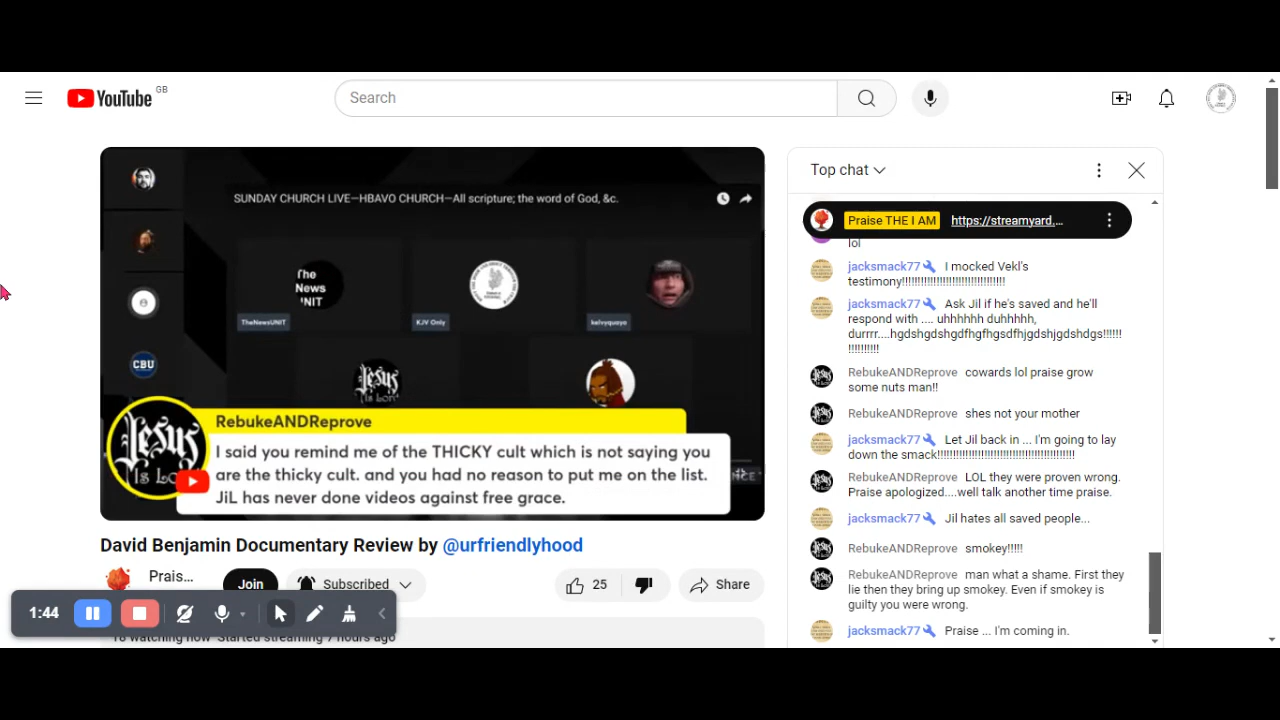 YouTube GB
Search
SUNDAY CHURCH LIVE—HBAVO CHURCH—All scripture; the word of God, &c.
The
News
UNIT
TheNewsUNIT
KJV Only
kelvyquayo
CBU
Jesus
RebukeANDReprove
I said you remind me of the THICKY cult which is not saying you
are the thicky cult. and you had no reason to put me on the list.
JiL has never done videos against free grace.
Jesus
IS LORD
David Benjamin Documentary Review by @urfriendlyhood
Prais...
Join
Subscribed
25
Share
1:44
18 watching now Started streaming 7 hours ago
Top chat
Praise THE I AM https://streamyard....
lol
jacksmack77 I mocked Vekl's
testimony!!!!!!!!!!!!!!!!!!!!!!!!!!!!!!!!!!
jacksmack77 Ask Jil if he's saved and he'll
respond with .... uhhhhhh duhhhhh,
durrrr....hgdshgdshgdfhgfhgsdfhjgdshjgdshdgs!!!!!!
!!!!!!!!!!
RebukeANDReprove cowards lol praise grow
some nuts man!!
RebukeANDReprove shes not your mother
jacksmack77 Let Jil back in ... I'm going to lay
down the smack!!!!!!!!!!!!!!!!!!!!!!!!!!!!!!!!!!!!
RebukeANDReprove LOL they were proven wrong.
Praise apologized....well talk another time praise.
jacksmack77 Jil hates all saved people...
RebukeANDReprove smokey!!!!!
RebukeANDReprove man what a shame. First they
lie then they bring up smokey. Even if smokey is
guilty you were wrong.
jacksmack77 Praise ... I'm coming in.